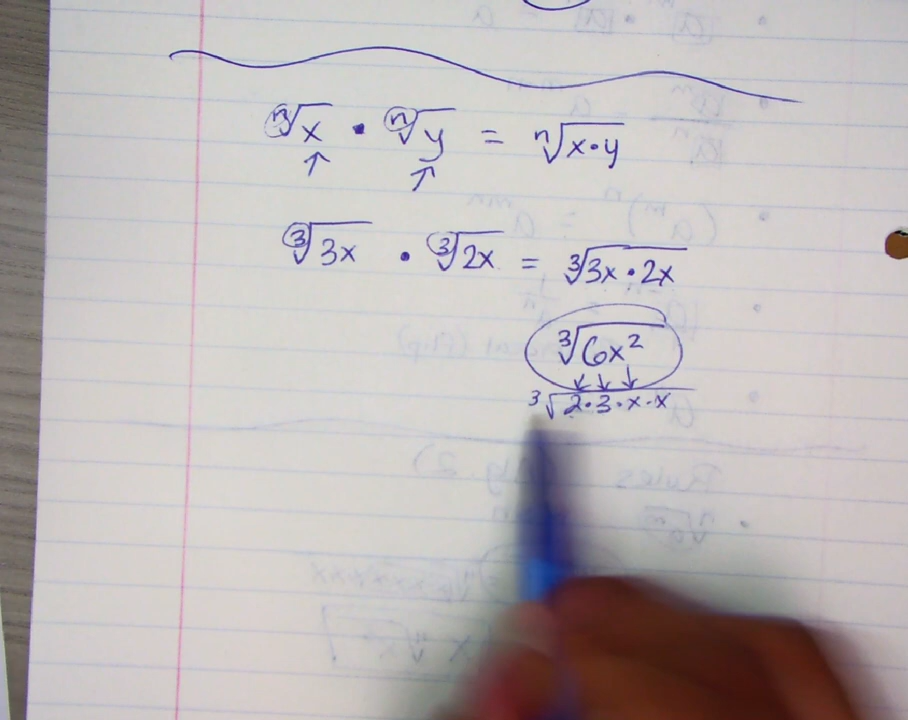 ⁿ√x · ⁿ√y = ⁿ√x·y
³√3x · ³√2x = ³√3x·2x
³√6x²
³√2·3·x·x